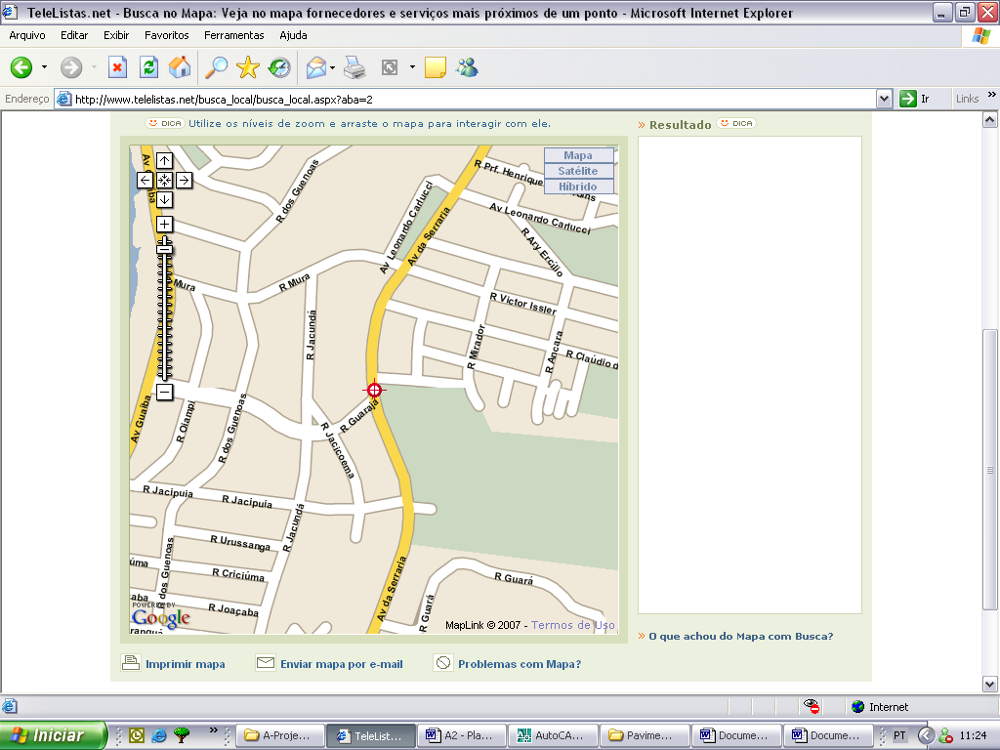 TeleListas.net - Busca no Mapa: Veja no mapa fornecedores e serviços mais próximos de um ponto - Microsoft Internet Explorer
Arquivo Editar Exibir Favoritos Ferramentas Ajuda
Endereço http://www.telelistas.net/busca_local/busca_local.aspx?aba=2 Ir Links »
DICA Utilize os níveis de zoom e arraste o mapa para interagir com ele.
» Resultado DICA
Mapa
Satélite
Híbrido
R dos Guenoas
R Prf. Henrique
Av Leonardo Carlucci
Av Leonardo Carlucci
Av da Serraria
R Ary Ercílio
Mura
R Mura
R Victor Issler
R Jacundá
R Mirador
R Ancara
R Claúdio d
Av Guaíba
R Oiampi
R dos Guenoas
R Guarajá
R Jacicoema
R Jacipuia
R Jacipuia
R Jacundá
R Urussanga
R Criciúma
úma
R dos Guenoas
R Joaçaba
caba
Av da Serraria
R Guará
R Guará
POWERED BY
Google
MapLink © 2007 - Termos de Uso
» O que achou do Mapa com Busca?
Imprimir mapa Enviar mapa por e-mail Problemas com Mapa?
Internet
Iniciar » A-Proje... TeleList... A2 - Pla... AutoCA... Pavime... Docume... Docume... PT 11:24